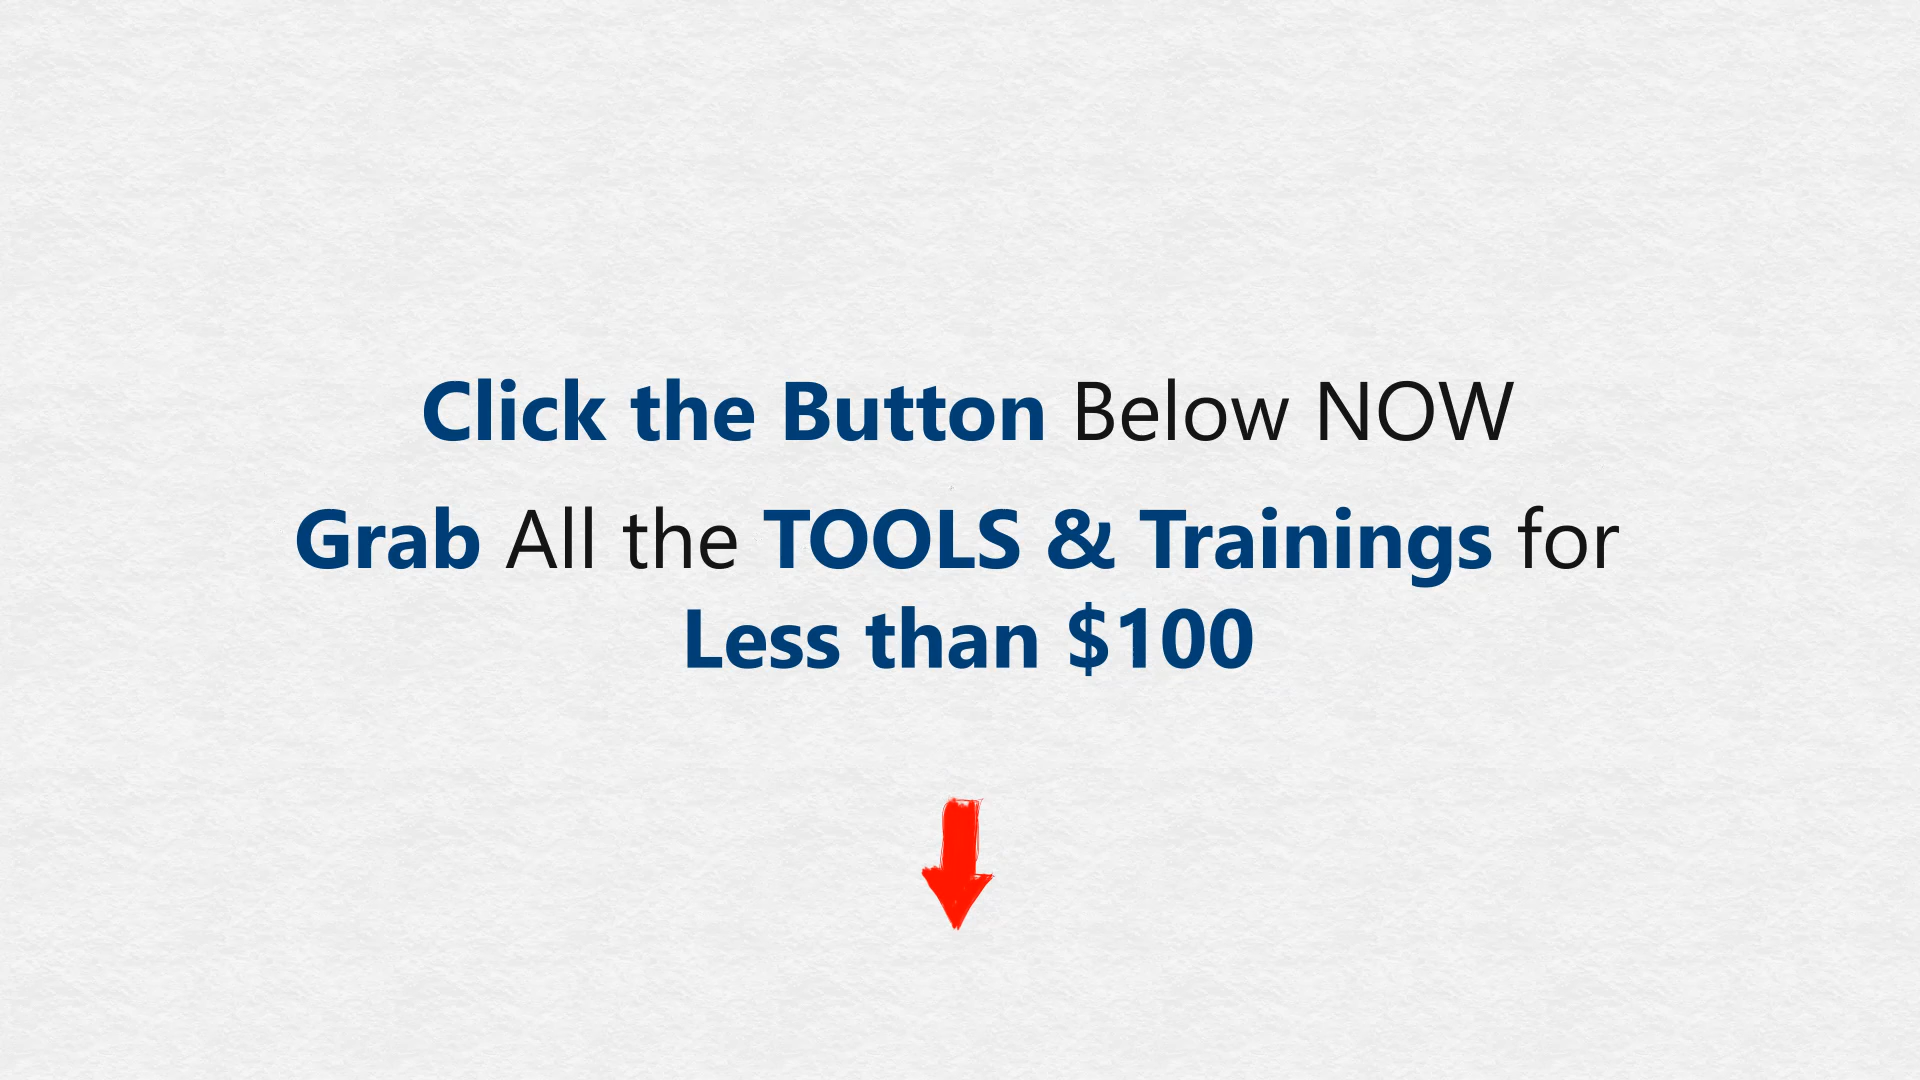 Click the Button Below NOW
Grab All the TOOLS & Trainings for
Less than $100